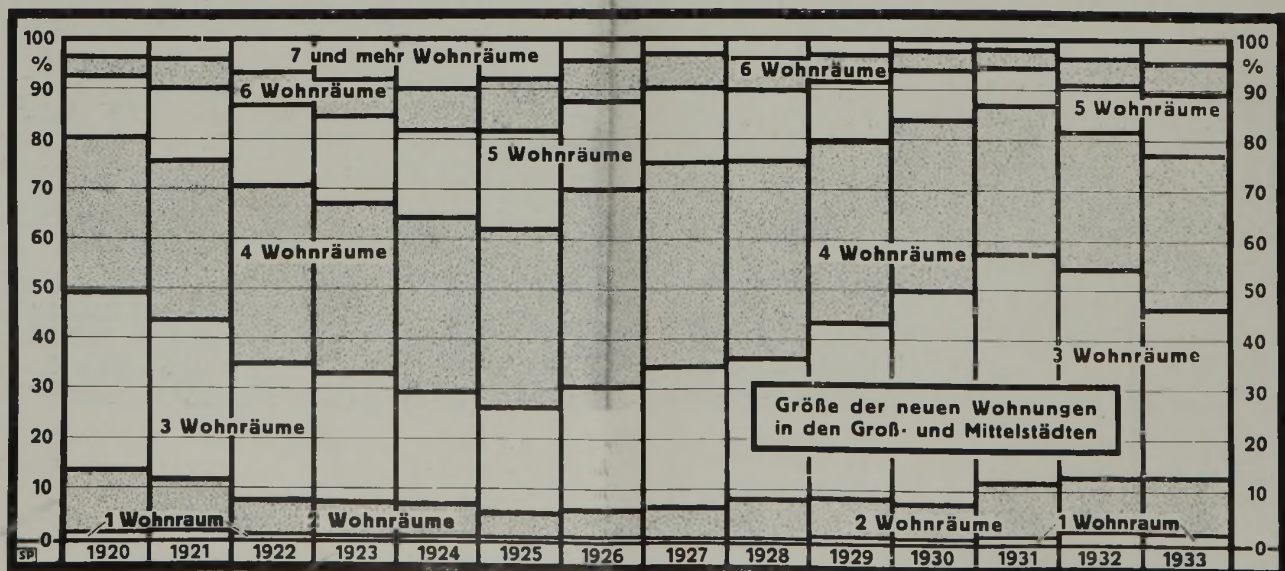 100
%
90
80
70
60
50
40
30
20
10
0
7 und mehr Wohnräume
6 Wohnräume
5 Wohnräume
4 Wohnräume
3 Wohnräume
1 Wohnraum
2 Wohnräume
6 Wohnräume
5 Wohnräume
4 Wohnräume
3 Wohnräume
Größe der neuen Wohnungen
in den Groß- und Mittelstädten
2 Wohnräume
1 Wohnraum
100
%
90
80
70
60
50
40
30
20
10
0
SP 1920 1921 1922 1923 1924 1925 1926 1927 1928 1929 1930 1931 1932 1933